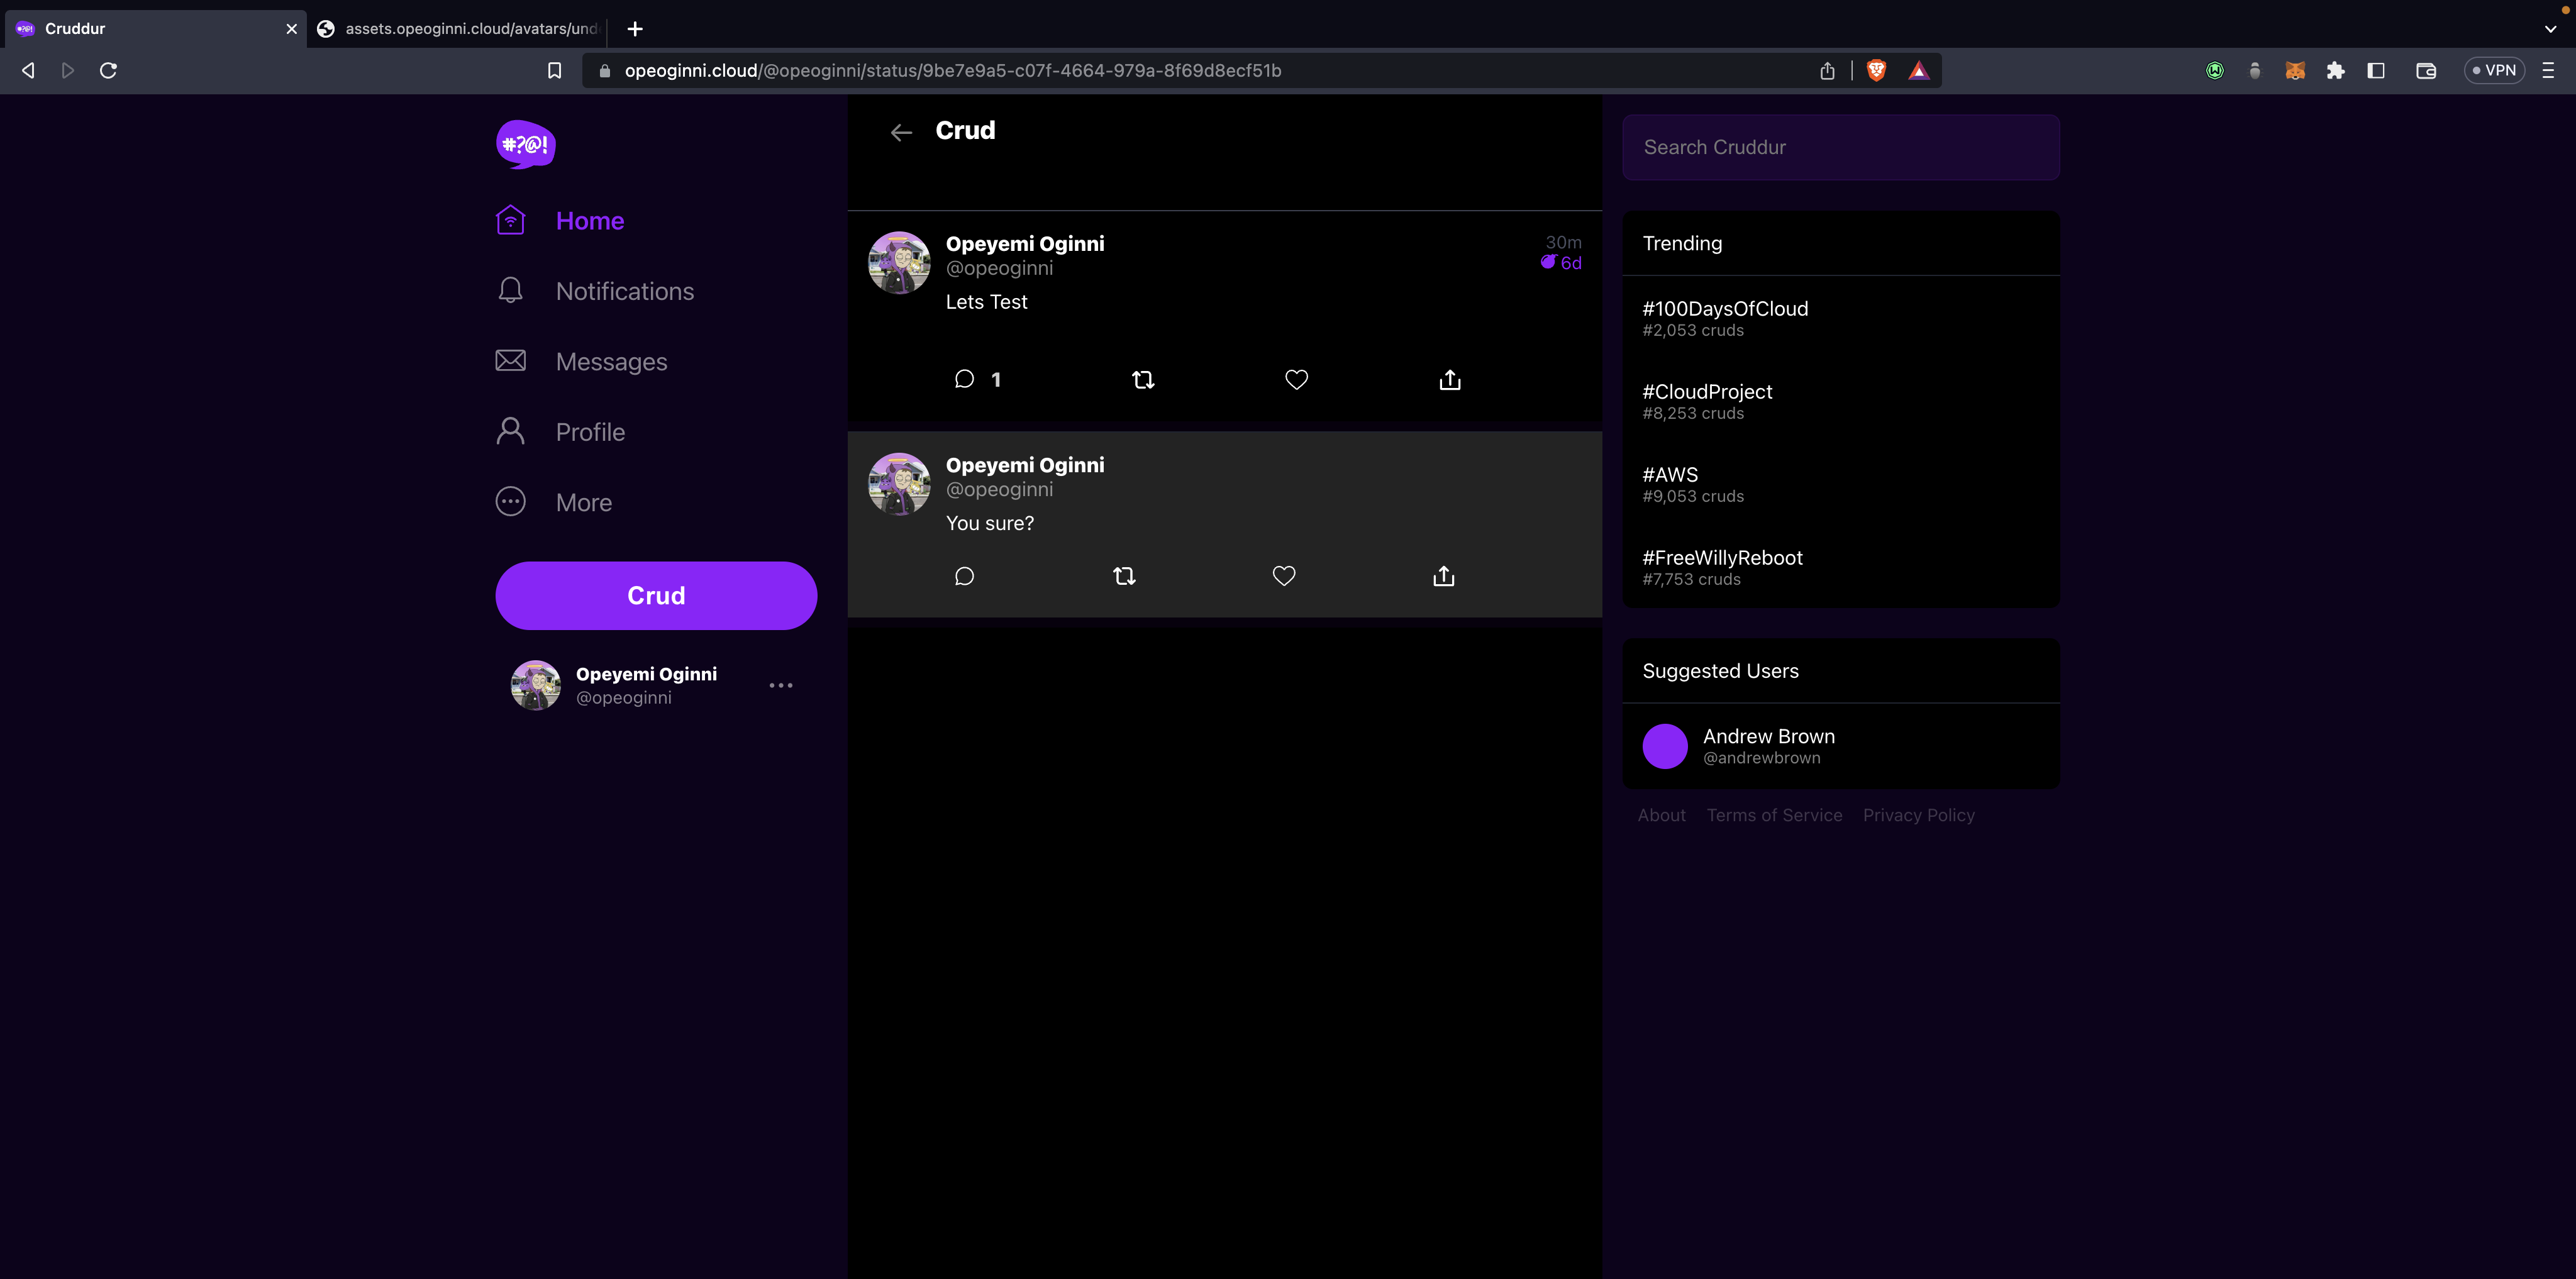 Cruddur
assets.opeoginni.cloud/avatars/und
opeoginni.cloud/@opeoginni/status/9be7e9a5-c07f-4664-979a-8f69d8ecf51b
VPN
#?@!
Home
Notifications
Messages
Profile
More
Crud
Opeyemi Oginni
@opeoginni
Crud
Opeyemi Oginni
@opeoginni
30m
6d
Lets Test
1
Opeyemi Oginni
@opeoginni
You sure?
Search Cruddur
Trending
#100DaysOfCloud
#2,053 cruds
#CloudProject
#8,253 cruds
#AWS
#9,053 cruds
#FreeWillyReboot
#7,753 cruds
Suggested Users
Andrew Brown
@andrewbrown
About Terms of Service Privacy Policy